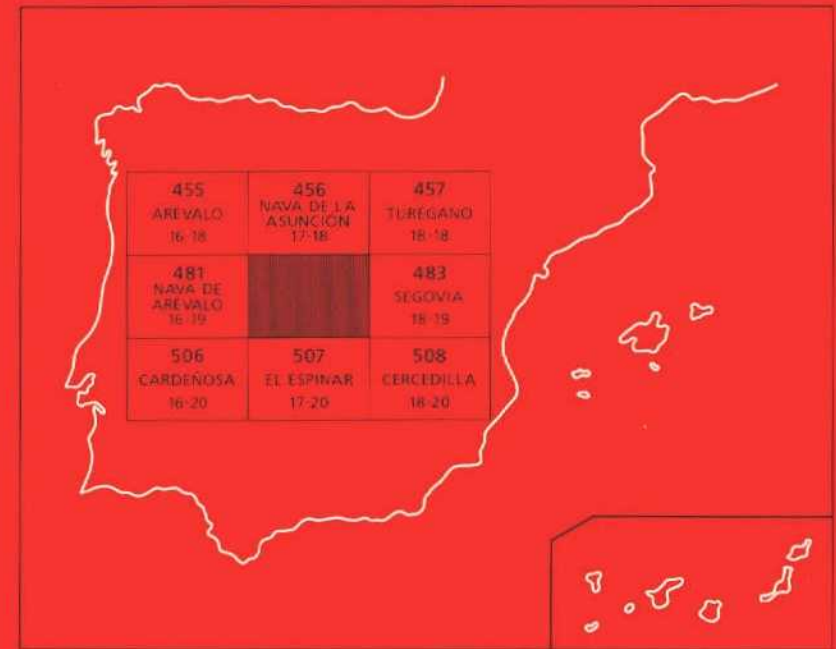 455
AREVALO
16-18
456
NAVA DE LA
ASUNCIÓN
17-18
457
TUREGANO
18-18
481
NAVA DE
AREVALO
16-19
483
SEGOVIA
18-19
506
CARDEÑOSA
16-20
507
EL ESPINAR
17-20
508
CERCEDILLA
18-20